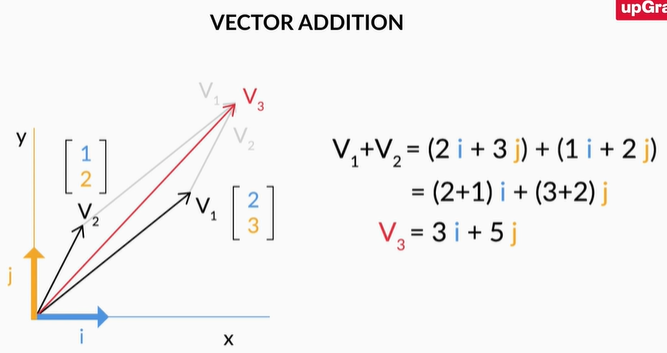 VECTOR ADDITION
upGra
V1
V3
y
V2
1
2
V2
V1
2
3
j
i
x
V1+V2 = (2 i + 3 j) + (1 i + 2 j)
= (2+1) i + (3+2) j
V3 = 3 i + 5 j